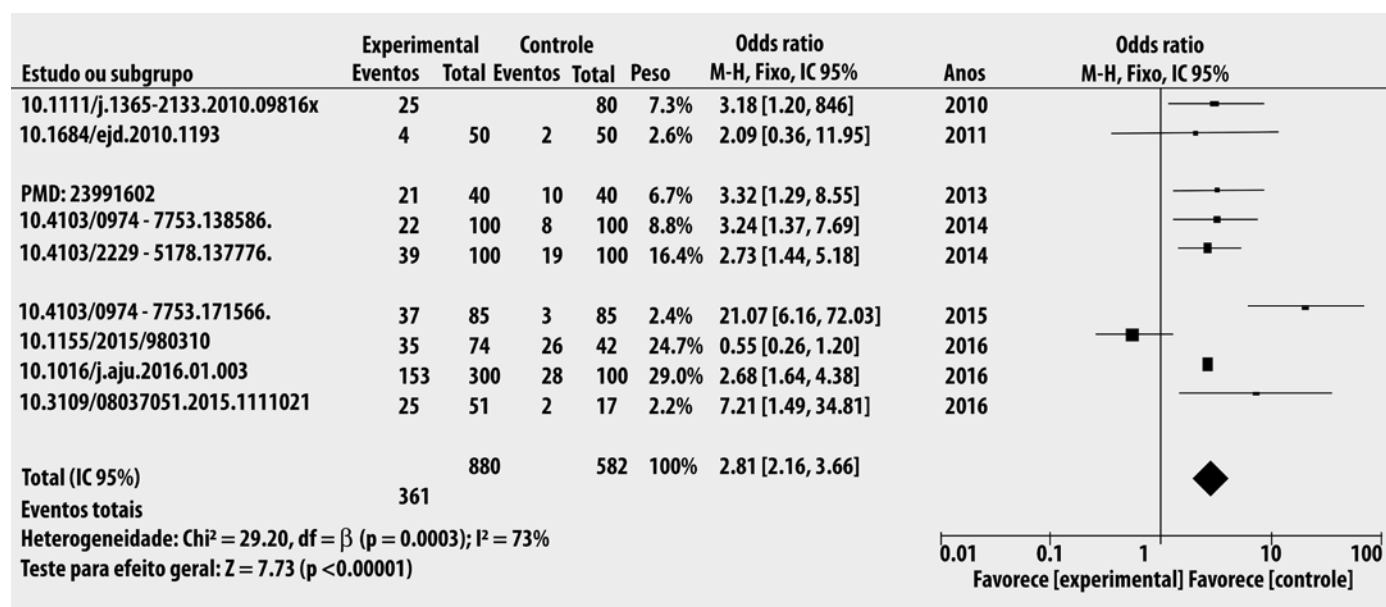 Experimental Controle Odds ratio Odds ratio
Estudo ou subgrupo Eventos Total Eventos Total Peso M-H, Fixo, IC 95% Anos M-H, Fixo, IC 95%
10.1111/j.1365-2133.2010.09816x 25 80 7.3% 3.18 [1.20, 846] 2010
10.1684/ejd.2010.1193 4 50 2 50 2.6% 2.09 [0.36, 11.95] 2011
PMD: 23991602 21 40 10 40 6.7% 3.32 [1.29, 8.55] 2013
10.4103/0974 - 7753.138586. 22 100 8 100 8.8% 3.24 [1.37, 7.69] 2014
10.4103/2229 - 5178.137776. 39 100 19 100 16.4% 2.73 [1.44, 5.18] 2014
10.4103/0974 - 7753.171566. 37 85 3 85 2.4% 21.07 [6.16, 72.03] 2015
10.1155/2015/980310 35 74 26 42 24.7% 0.55 [0.26, 1.20] 2016
10.1016/j.aju.2016.01.003 153 300 28 100 29.0% 2.68 [1.64, 4.38] 2016
10.3109/08037051.2015.1111021 25 51 2 17 2.2% 7.21 [1.49, 34.81] 2016
Total (IC 95%) 880 582 100% 2.81 [2.16, 3.66]
Eventos totais 361
Heterogeneidade: Chi² = 29.20, df = β (p = 0.0003); I² = 73%
Teste para efeito geral: Z = 7.73 (p <0.00001)
0.01 0.1 1 10 100
Favorece [experimental] Favorece [controle]